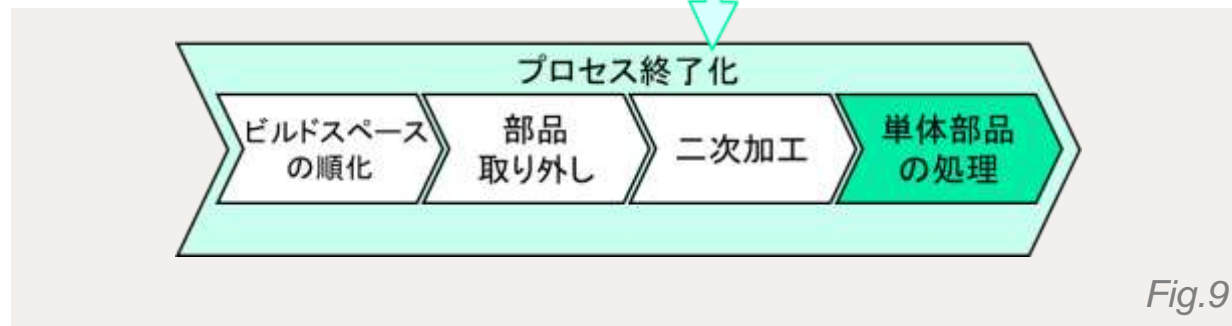 プロセス終了化
ビルドスペース
の順化
部品
取り外し
二次加工
単体部品
の処理
Fig.9